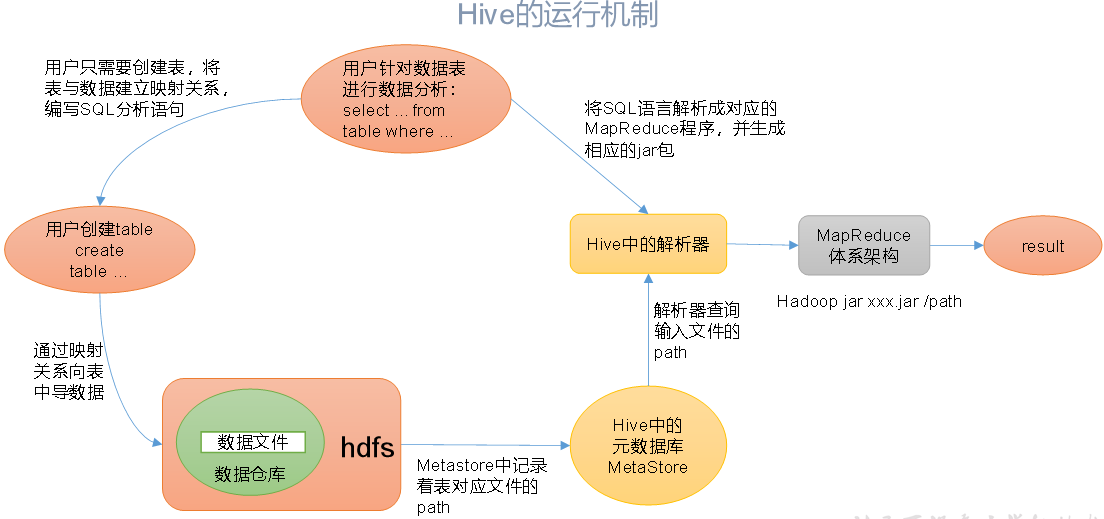 Hive的运行机制
用户只需要创建表，将
表与数据建立映射关系，
编写SQL分析语句
用户针对数据表
进行数据分析：
select ... from
table where ...
将SQL语言解析成对应的
MapReduce程序，并生成
相应的jar包
用户创建table
create
table ...
Hive中的解析器
MapReduce
体系架构
result
Hadoop jar xxx.jar /path
解析器查询
输入文件的
path
通过映射
关系向表
中导数据
数据文件
数据仓库
hdfs
Metastore中记录
着表对应文件的
path
Hive中的
元数据库
MetaStore